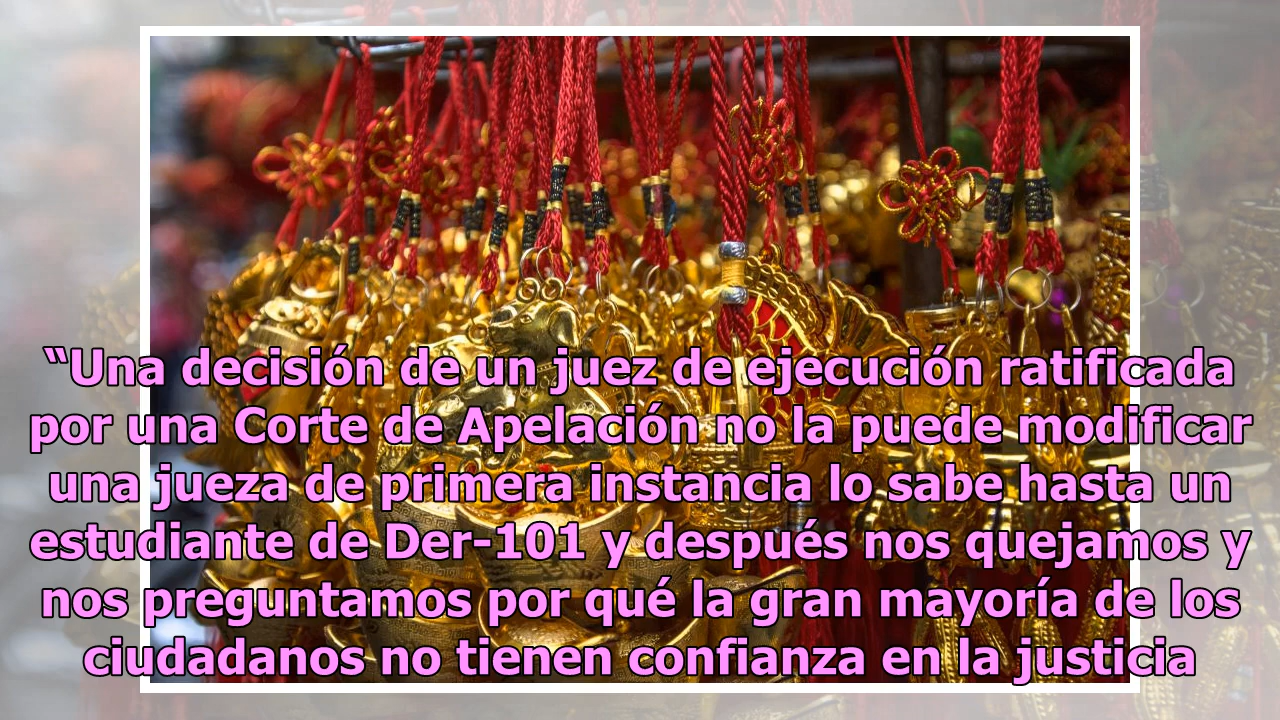 “Una decisión de un juez de ejecución ratificada
por una Corte de Apelación no la puede modificar
una jueza de primera instancia lo sabe hasta un
estudiante de Der-101 y después nos quejamos y
nos preguntamos por qué la gran mayoría de los
ciudadanos no tienen confianza en la justicia